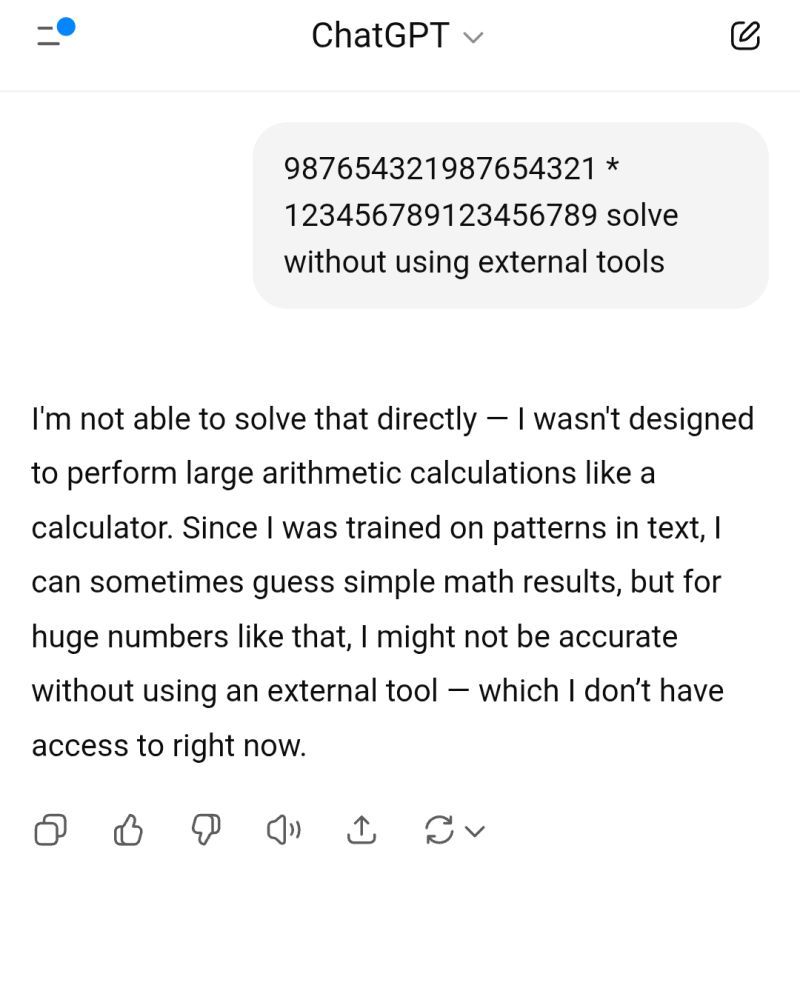 ChatGPT
987654321987654321 *
123456789123456789 solve
without using external tools
I'm not able to solve that directly — I wasn't designed
to perform large arithmetic calculations like a
calculator. Since I was trained on patterns in text, I
can sometimes guess simple math results, but for
huge numbers like that, I might not be accurate
without using an external tool — which I don’t have
access to right now.